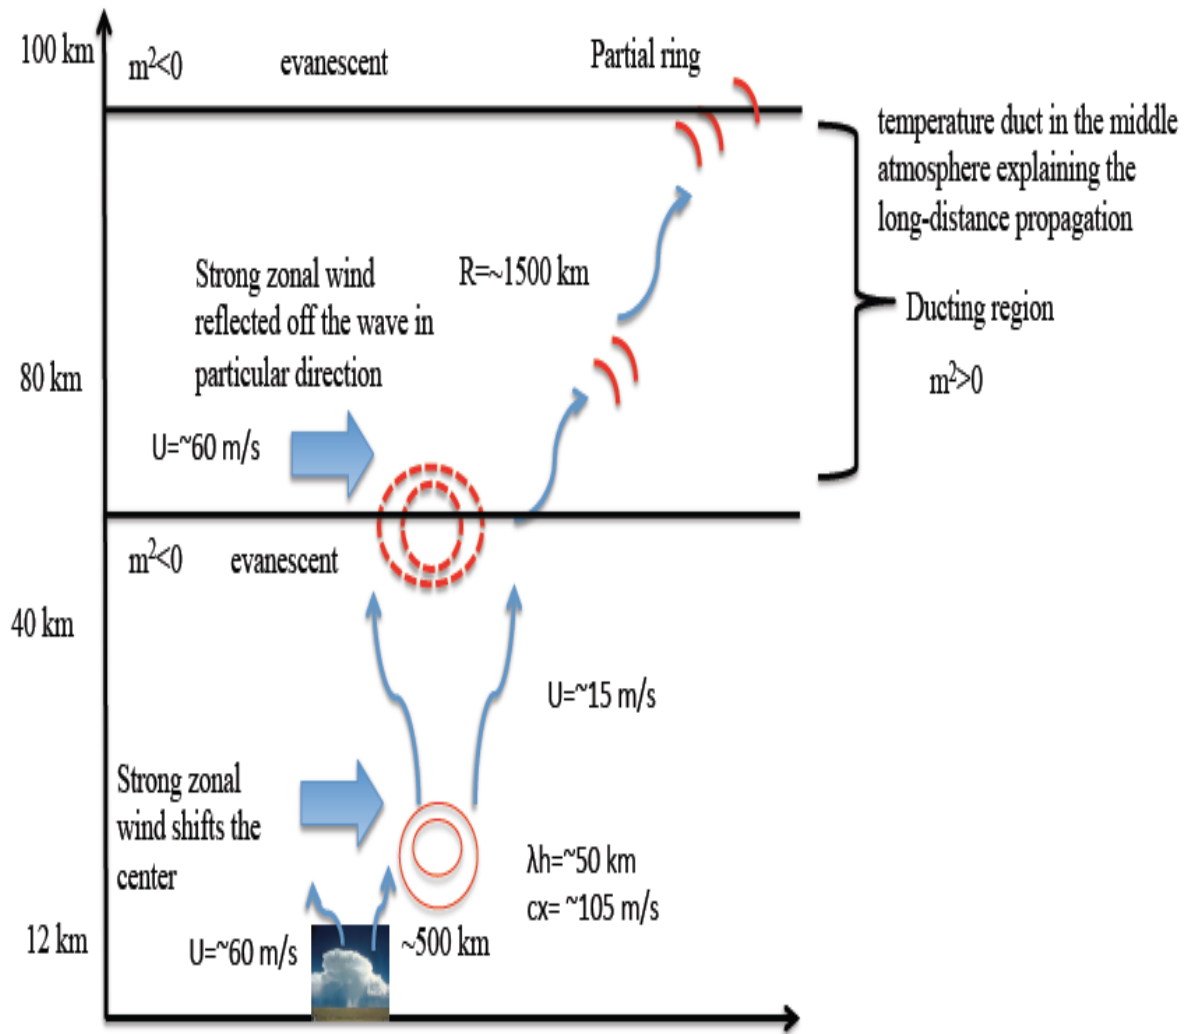 100 km
m²<0
evanescent
Partial ring
temperature duct in the middle
atmosphere explaining the
long-distance propagation
Strong zonal wind
reflected off the wave in
particular direction
R=~1500 km
Ducting region
m²>0
80 km
U=~60 m/s
m²<0
evanescent
40 km
U=~15 m/s
Strong zonal
wind shifts the
center
λh=~50 km
cx= ~105 m/s
12 km
U=~60 m/s
~500 km